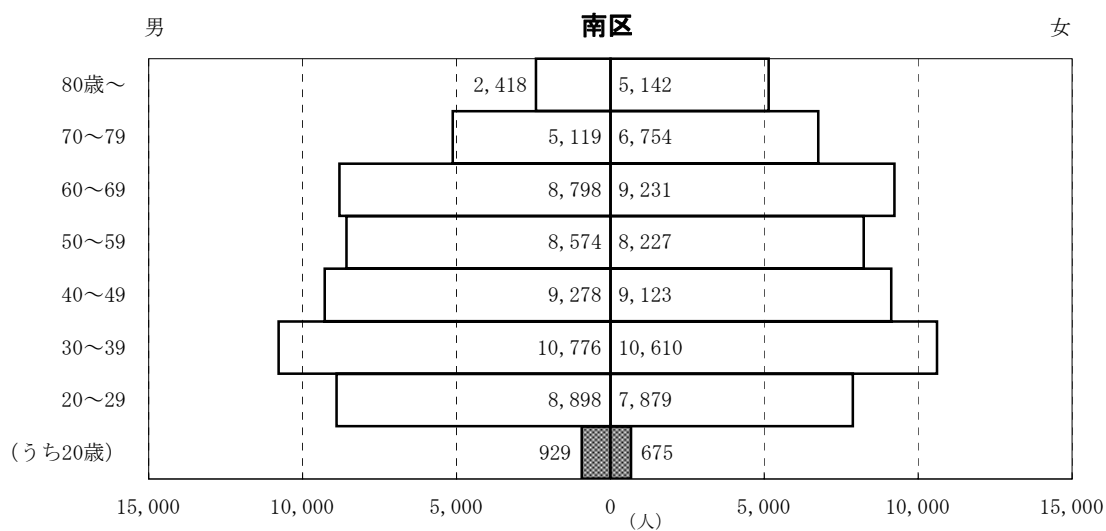 男 南区 女
80歳～ 2,418 5,142
70～79 5,119 6,754
60～69 8,798 9,231
50～59 8,574 8,227
40～49 9,278 9,123
30～39 10,776 10,610
20～29 8,898 7,879
(うち20歳) 929 675
15,000 10,000 5,000 0 5,000 10,000 15,000
(人)